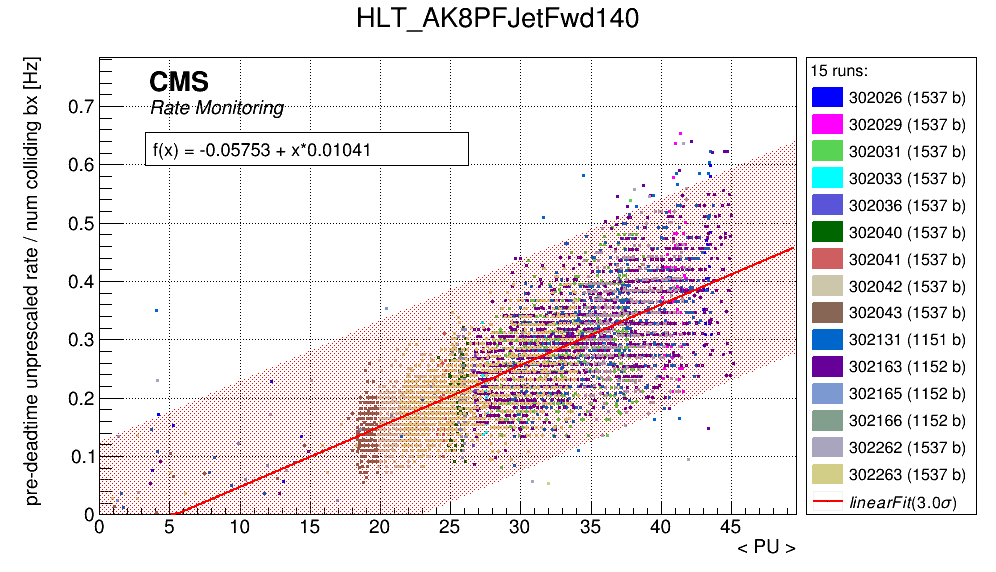 HLT_AK8PFJetFwd140
pre-deadtime unprescaled rate / num colliding bx [Hz]
CMS
Rate Monitoring
f(x) = -0.05753 + x*0.01041
0.7
0.6
0.5
0.4
0.3
0.2
0.1
0
0 5 10 15 20 25 30 35 40 45
< PU >
15 runs:
302026 (1537 b)
302029 (1537 b)
302031 (1537 b)
302033 (1537 b)
302036 (1537 b)
302040 (1537 b)
302041 (1537 b)
302042 (1537 b)
302043 (1537 b)
302131 (1151 b)
302163 (1152 b)
302165 (1152 b)
302166 (1152 b)
302262 (1537 b)
302263 (1537 b)
linearFit(3.0σ)